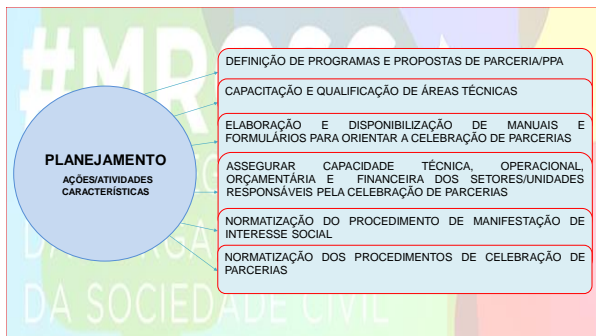 #MROSC
DEFINIÇÃO DE PROGRAMAS E PROPOSTAS DE PARCERIA/PPA
CAPACITAÇÃO E QUALIFICAÇÃO DE ÁREAS TÉCNICAS
ELABORAÇÃO E DISPONIBILIZAÇÃO DE MANUAIS E
FORMULÁRIOS PARA ORIENTAR A CELEBRAÇÃO DE PARCERIAS
PLANEJAMENTO
AÇÕES/ATIVIDADES
CARACTERÍSTICAS
ASSEGURAR CAPACIDADE TÉCNICA, OPERACIONAL,
ORÇAMENTÁRIA E FINANCEIRA DOS SETORES/UNIDADES
RESPONSÁVEIS PELA CELEBRAÇÃO DE PARCERIAS
NORMATIZAÇÃO DO PROCEDIMENTO DE MANIFESTAÇÃO DE
INTERESSE SOCIAL
NORMATIZAÇÃO DOS PROCEDIMENTOS DE CELEBRAÇÃO DE
PARCERIAS
DA SOCIEDADE CIVIL